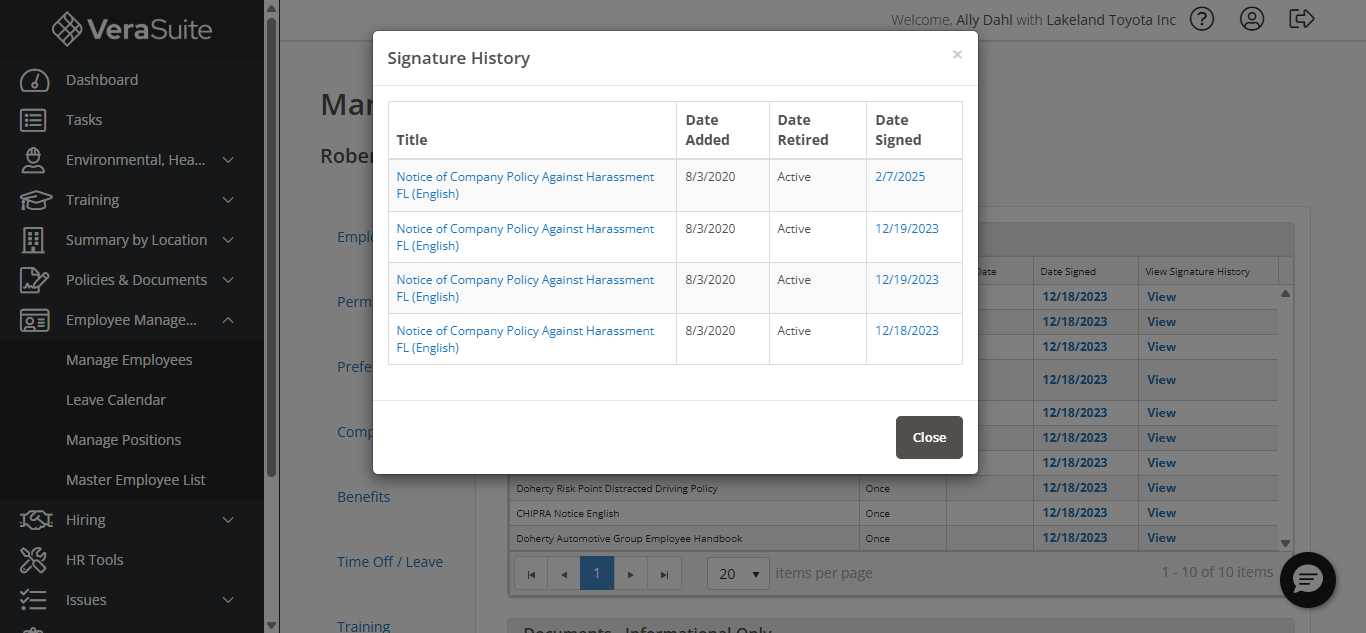 VeraSuite
Welcome, Ally Dahl with Lakeland Toyota Inc
Dashboard
Tasks
Environmental, Hea...
Training
Summary by Location
Policies & Documents
Employee Manage...
Manage Employees
Leave Calendar
Manage Positions
Master Employee List
Hiring
HR Tools
Issues
Signature History
×
Title
Date Added
Date Retired
Date Signed
Notice of Company Policy Against Harassment FL (English)
8/3/2020
Active
2/7/2025
Notice of Company Policy Against Harassment FL (English)
8/3/2020
Active
12/19/2023
Notice of Company Policy Against Harassment FL (English)
8/3/2020
Active
12/19/2023
Notice of Company Policy Against Harassment FL (English)
8/3/2020
Active
12/18/2023
Close
Benefits
Time Off / Leave
Training
Date
Date Signed
View Signature History
12/18/2023 View
12/18/2023 View
12/18/2023 View
12/18/2023 View
12/18/2023 View
12/18/2023 View
12/18/2023 View
Doherty Risk Point Distracted Driving Policy Once 12/18/2023 View
CHIPRA Notice English Once 12/18/2023 View
Doherty Automotive Group Employee Handbook Once 12/18/2023 View
1
20
items per page
1 - 10 of 10 items